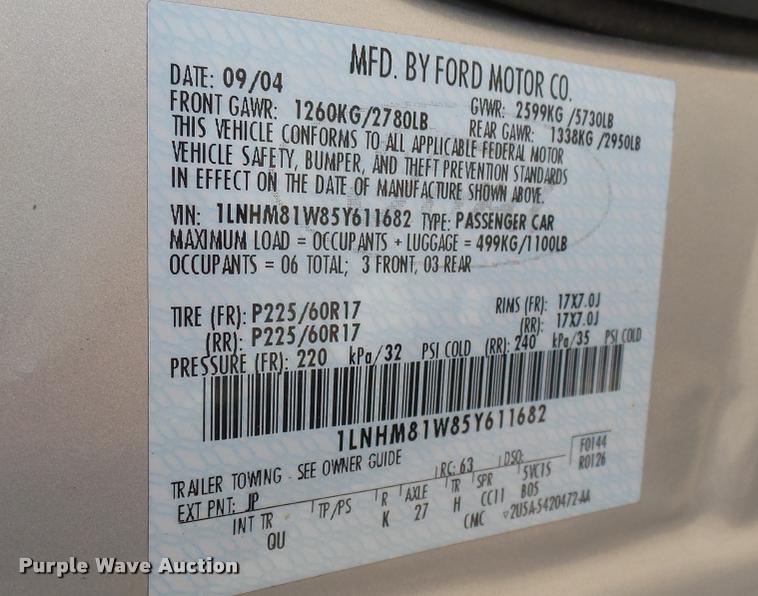 MFD. BY FORD MOTOR CO.
DATE: 09/04 GVWR: 2599KG /5730LB
FRONT GAWR: 1260KG/2780LB REAR GAWR: 1338KG /2950LB
THIS VEHICLE CONFORMS TO ALL APPLICABLE FEDERAL MOTOR
VEHICLE SAFETY, BUMPER, AND THEFT PREVENTION STANDARDS
IN EFFECT ON THE DATE OF MANUFACTURE SHOWN ABOVE.
VIN: 1LNHM81W85Y611682 TYPE: PASSENGER CAR
MAXIMUM LOAD = OCCUPANTS + LUGGAGE = 499KG/1100LB
OCCUPANTS = 06 TOTAL; 3 FRONT, 03 REAR
TIRE (FR): P225/60R17 RIMS (FR): 17X7.0J
(RR): P225/60R17 (RR): 17X7.0J
PRESSURE (FR): 220 kPa/32 PSI COLD (RR): 240 kPa/35 PSI COLD
1LNHM81W85Y611682
TRAILER TOWING - SEE OWNER GUIDE
EXT PNT: JP RC: 63 DSO: F0144
INT TR TP/PS R AXLE TR SPR 5VC1S R0126
OU K 27 H CC11 B05
CMC ▽2U5A-5420472-AA
Purple Wave Auction